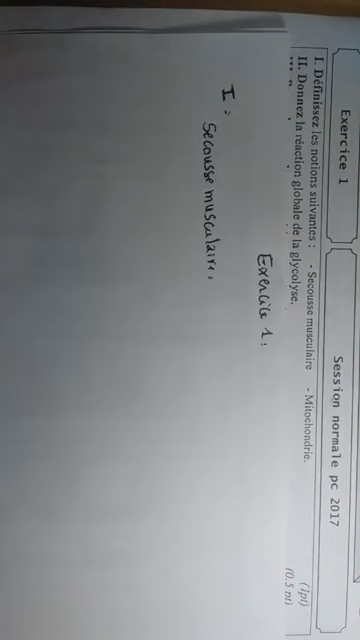 Exercice 1
Session normale pc 2017
I. Définissez les notions suivantes : - Secousse musculaire - Mitochondrie. (1pt)
II. Donnez la réaction globale de la glycolyse. (0.5 pt)
Exercice 1:
I:
Secousse musculaire: